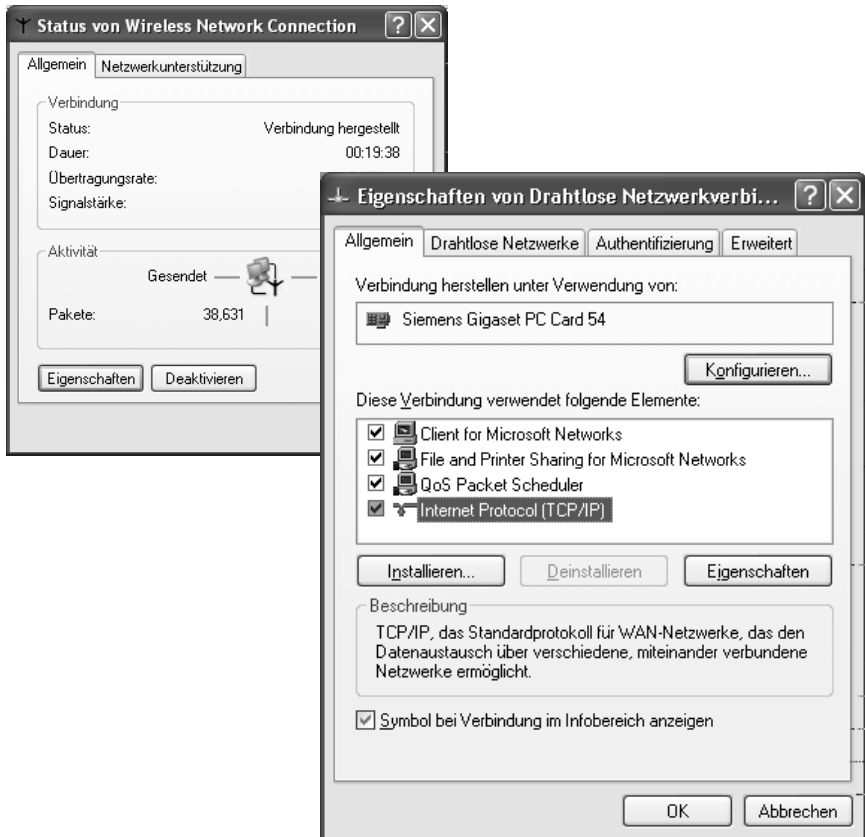 Status von Wireless Network Connection
Allgemein Netzwerkunterstützung
Verbindung
Status: Verbindung hergestellt
Dauer: 00:19:38
Übertragungsrate:
Signalstärke:
Aktivität
Gesendet
Pakete: 38,631
Eigenschaften Deaktivieren
Eigenschaften von Drahtlose Netzwerkverbi...
Allgemein Drahtlose Netzwerke Authentifizierung Erweitert
Verbindung herstellen unter Verwendung von:
Siemens Gigaset PC Card 54
Konfigurieren...
Diese Verbindung verwendet folgende Elemente:
Client for Microsoft Networks
File and Printer Sharing for Microsoft Networks
QoS Packet Scheduler
Internet Protocol (TCP/IP)
Installieren... Deinstallieren Eigenschaften
Beschreibung
TCP/IP, das Standardprotokoll für WAN-Netzwerke, das den
Datenaustausch über verschiedene, miteinander verbundene
Netzwerke ermöglicht.
Symbol bei Verbindung im Infobereich anzeigen
OK Abbrechen